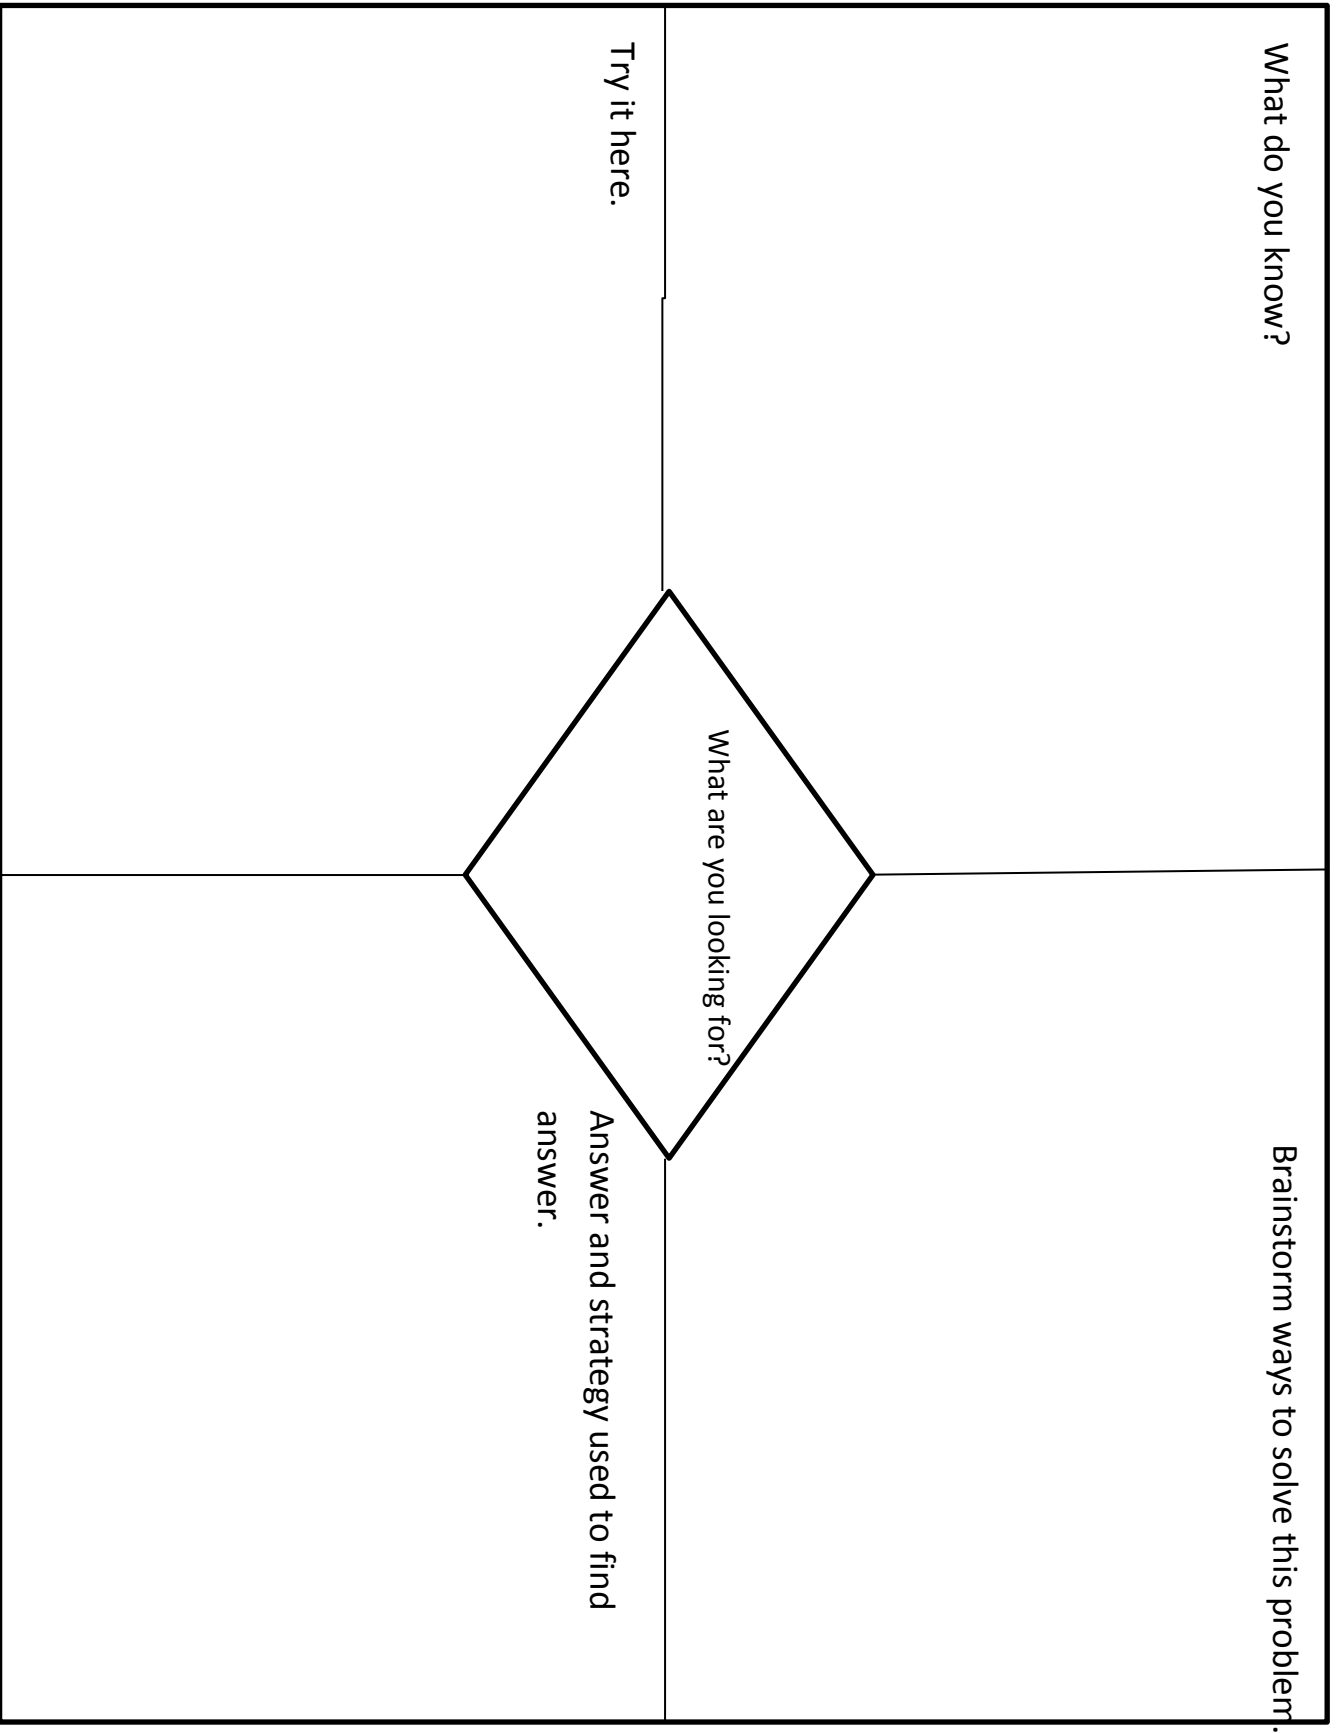 What do you know?
Brainstorm ways to solve this problem.
What are you looking for?
Try it here.
Answer and strategy used to find
answer.